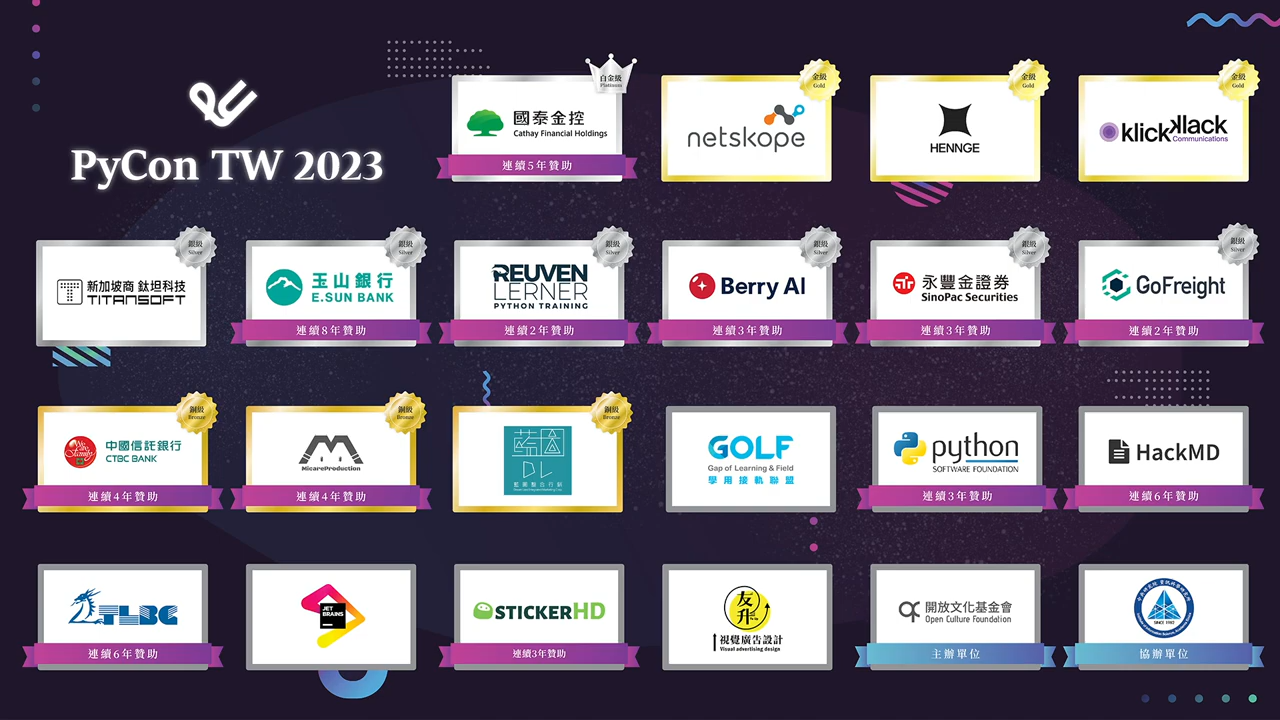 PyCon TW 2023
白金級
Platinum
國泰金控
Cathay Financial Holdings
連續5年贊助
金級
Gold
netskope
金級
Gold
HENNGE
金級
Gold
klickklack
Communications
銀級
Silver
新加坡商 鈦坦科技
TITANSOFT
銀級
Silver
玉山銀行
E.SUN BANK
連續8年贊助
銀級
Silver
REUVEN
LERNER
PYTHON TRAINING
連續2年贊助
銀級
Silver
Berry AI
連續3年贊助
銀級
Silver
永豐金證券
SinoPac Securities
連續3年贊助
銀級
Silver
GoFreight
連續2年贊助
銅級
Bronze
We are family
中國信託銀行
CTBC BANK
連續4年贊助
銅級
Bronze
MicareProduction
連續4年贊助
銅級
Bronze
藍圖
DL
藍圖整合行銷
GOLF
Gap of Learning & Field
學用接軌聯盟
python
SOFTWARE FOUNDATION
連續3年贊助
HackMD
連續6年贊助
TLBC
連續6年贊助
JET
BRAINS
STICKERHD
連續3年贊助
友
升
視覺廣告設計
Visual advertising design
開放文化基金會
Open Culture Foundation
主辦單位
SINCE 1982
協辦單位